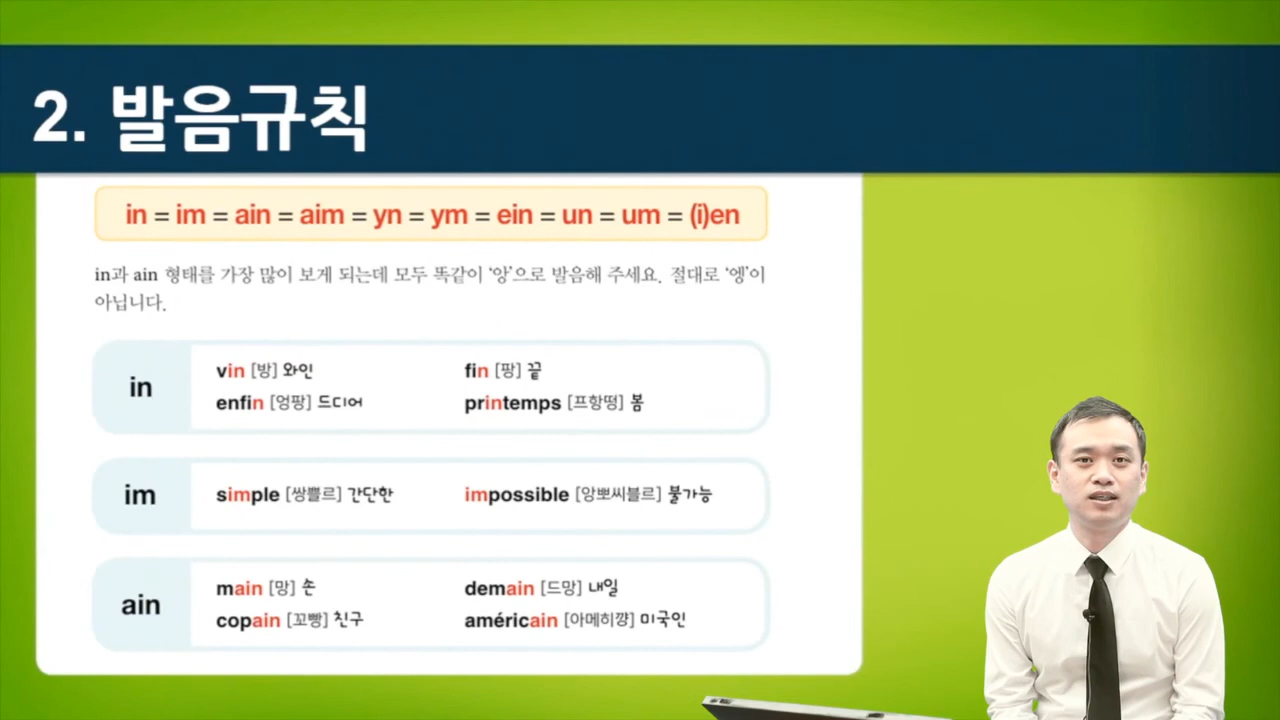 2. 발음규칙
in = im = ain = aim = yn = ym = ein = un = um = (i)en
in과 ain 형태를 가장 많이 보게 되는데 모두 똑같이 ‘앙’으로 발음해 주세요. 절대로 ‘엥’이
아닙니다.
in
vin [방] 와인
fin [팡] 끝
enfin [엉팡] 드디어
printemps [프항떵] 봄
im
simple [쌍쁠르] 간단한
impossible [앙뽀씨블르] 불가능
ain
main [망] 손
demain [드망] 내일
copain [꼬빵] 친구
américain [아메히꺙] 미국인